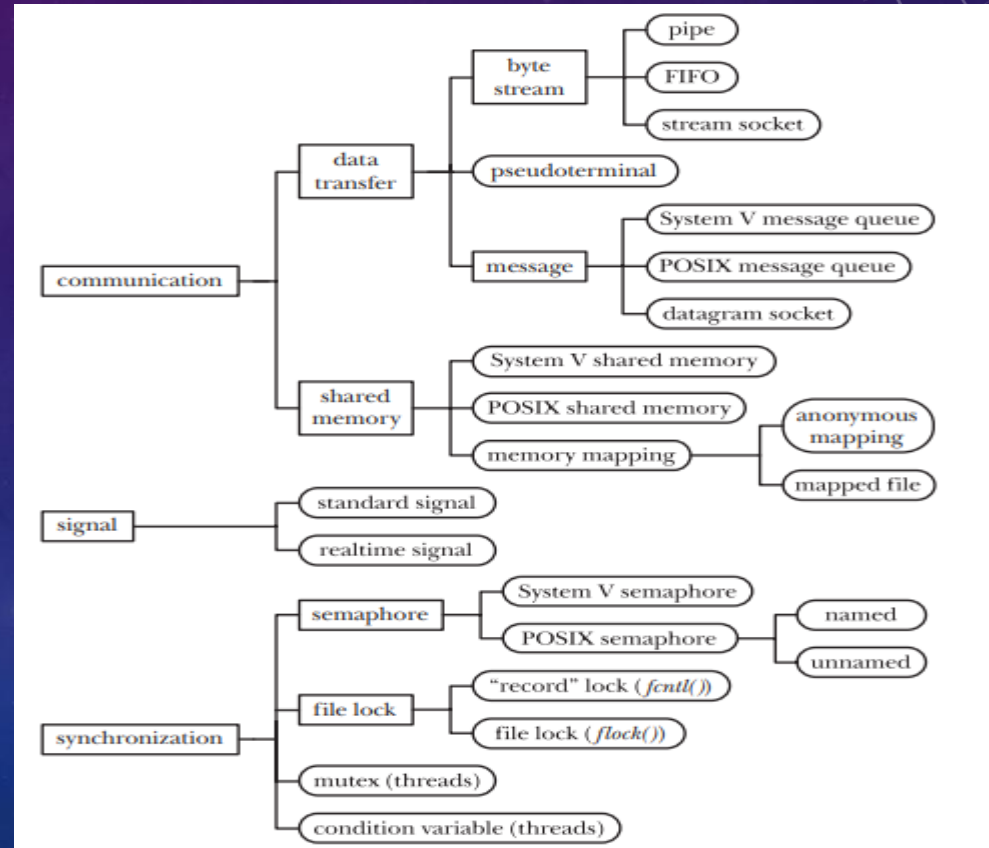 pipe
byte
stream
FIFO
stream socket
data
transfer
pseudoterminal
System V message queue
message
POSIX message queue
communication
datagram socket
System V shared memory
shared
memory
POSIX shared memory
anonymous
mapping
memory mapping
mapped file
signal
standard signal
realtime signal
System V semaphore
semaphore
named
POSIX semaphore
unnamed
“record” lock (fcntl())
file lock
file lock (flock())
synchronization
mutex (threads)
condition variable (threads)